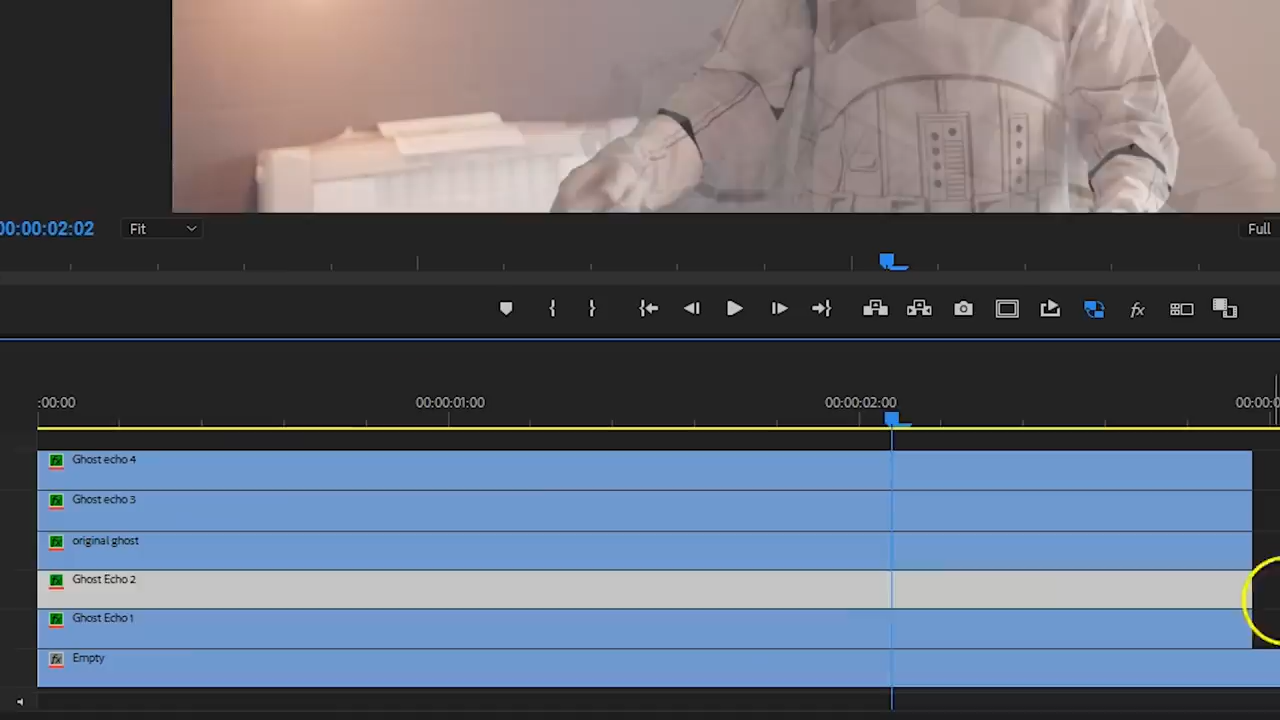 00:00:02:02
Fit
Full
:00:00
00:00:01:00
00:00:02:00
00:00:0
Ghost echo 4
Ghost echo 3
original ghost
Ghost Echo 2
Ghost Echo 1
Empty